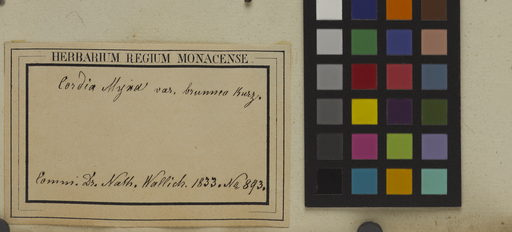 HERBARIUM REGIUM MONACENSE.
Cordia Myxa var. brunnea Kurz.
Comm. Dr. Nath. Wallich. 1833. No 893.